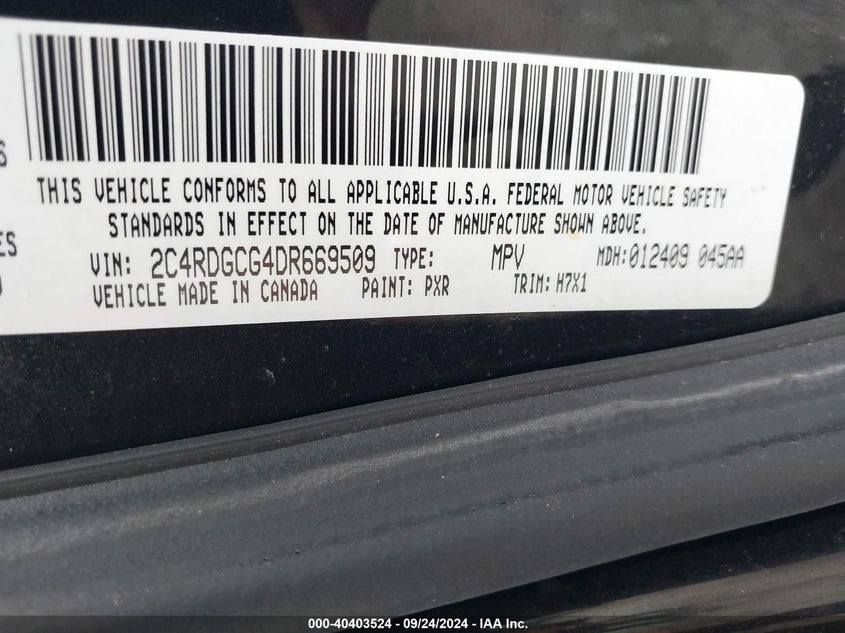 S
THIS VEHICLE CONFORMS TO ALL APPLICABLE U.S.A. FEDERAL MOTOR VEHICLE SAFETY
STANDARDS IN EFFECT ON THE DATE OF MANUFACTURE SHOWN ABOVE.
ES
VIN: 2C4RDGCG4DR669509 TYPE: MPV MDH:012409 045AA
VEHICLE MADE IN CANADA PAINT: PXR TRIM: H7X1
000-40403524 - 09/24/2024 - IAA Inc.